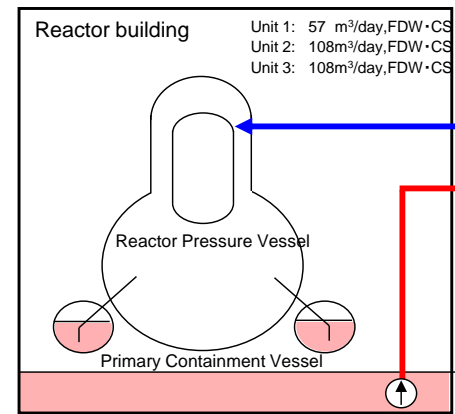 Reactor building
Unit 1: 57 m³/day,FDW・CS
Unit 2: 108m³/day,FDW・CS
Unit 3: 108m³/day,FDW・CS
Reactor Pressure Vessel
Primary Containment Vessel